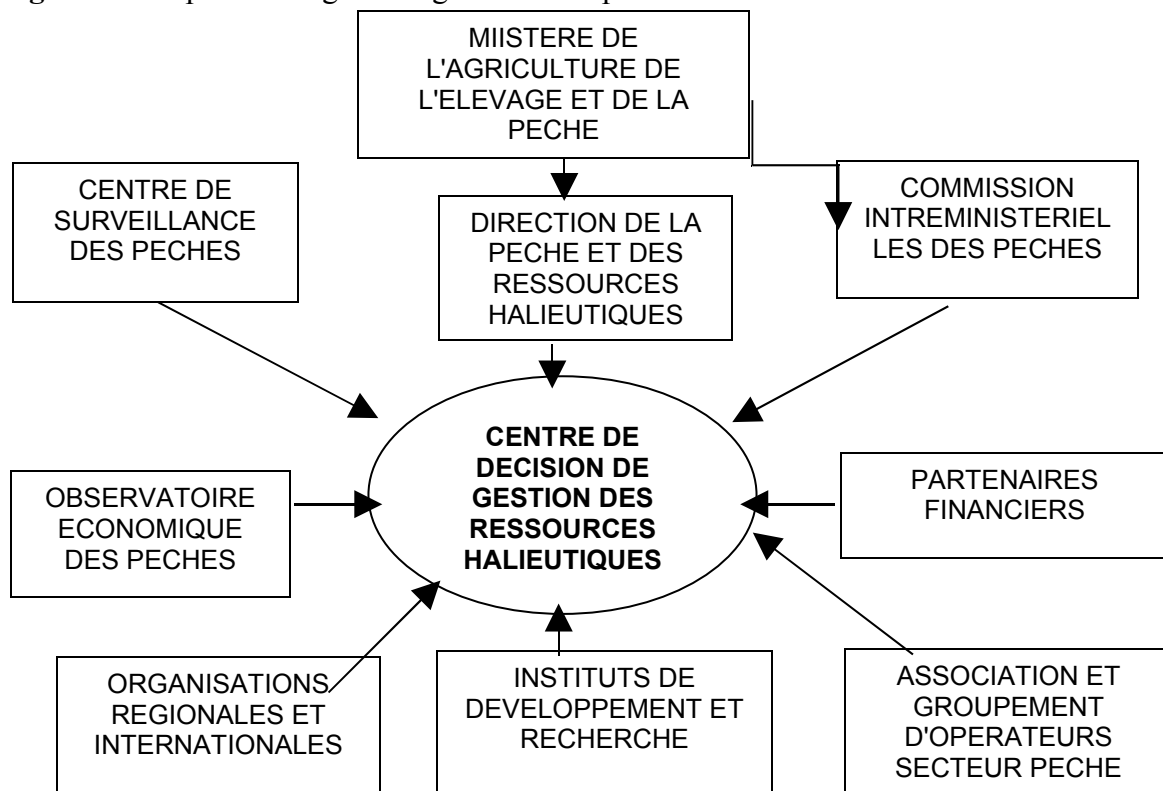 MIISTERE DE
L'AGRICULTURE DE
L'ELEVAGE ET DE LA
PECHE
CENTRE DE
SURVEILLANCE
DES PECHES
DIRECTION DE LA
PECHE ET DES
RESSOURCES
HALIEUTIQUES
COMMISSION
INTREMINISTERIEL
LES DES PECHES
CENTRE DE
DECISION DE
GESTION DES
RESSOURCES
HALIEUTIQUES
OBSERVATOIRE
ECONOMIQUE
DES PECHES
PARTENAIRES
FINANCIERS
ORGANISATIONS
REGIONALES ET
INTERNATIONALES
INSTITUTS DE
DEVELOPPEMENT ET
RECHERCHE
ASSOCIATION ET
GROUPEMENT
D'OPERATEURS
SECTEUR PECHE